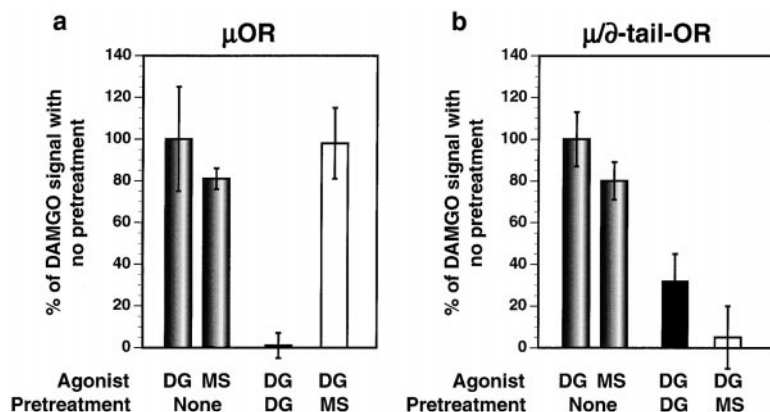 a
µOR
% of DAMGO signal with
no pretreatment
140
120
100
80
60
40
20
0
Agonist DG MS DG DG
Pretreatment None DG MS
b
µ/∂-tail-OR
% of DAMGO signal with
no pretreatment
140
120
100
80
60
40
20
0
Agonist DG MS DG DG
Pretreatment None DG MS